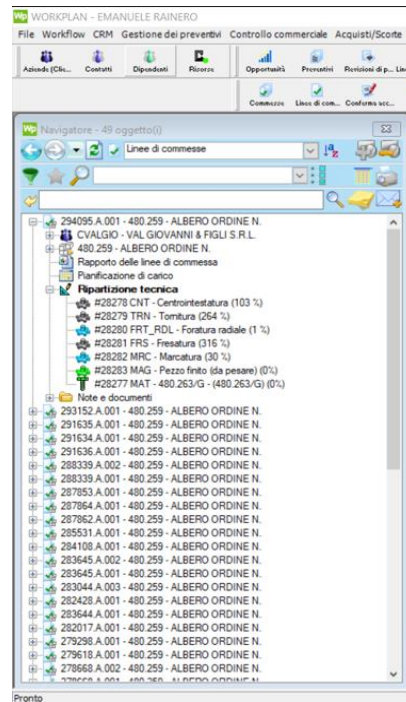 Wp WORKPLAN - EMANUELE RAINERO
File Workflow CRM Gestione dei preventivi Controllo commerciale Acquisti/Scorte
Aziende (Clie... Contatti Dipendenti Risorse Opportunità Preventivi Revisioni di p...
Commesse Linee di com... Conferme acc...
Wp Navigatore - 49 oggetto(i)
Linee di commesse
294095.A.001 - 480.259 - ALBERO ORDINE N.
CVALGIO - VAL GIOVANNI & FIGLI S.R.L.
480.259 - ALBERO ORDINE N.
Rapporto delle linee di commessa
Pianificazione di carico
Ripartizione tecnica
#28278 CNT - Centrointestatura (103 %)
#28279 TRN - Tornitura (264 %)
#28280 FRT_RDL - Foratura radiale (1 %)
#28281 FRS - Fresatura (316 %)
#28282 MRC - Marcatura (30 %)
#28283 MAG - Pezzo finito (da pesare) (0%)
#28277 MAT - 480.263/G - (480.263/G) (0%)
Note e documenti
293152.A.001 - 480.259 - ALBERO ORDINE N.
291635.A.001 - 480.259 - ALBERO ORDINE N.
291634.A.001 - 480.259 - ALBERO ORDINE N.
291636.A.001 - 480.259 - ALBERO ORDINE N.
288339.A.002 - 480.259 - ALBERO ORDINE N.
288339.A.001 - 480.259 - ALBERO ORDINE N.
287853.A.001 - 480.259 - ALBERO ORDINE N.
287864.A.001 - 480.259 - ALBERO ORDINE N.
287862.A.001 - 480.259 - ALBERO ORDINE N.
285531.A.001 - 480.259 - ALBERO ORDINE N.
284108.A.001 - 480.259 - ALBERO ORDINE N.
283645.A.002 - 480.259 - ALBERO ORDINE N.
283645.A.001 - 480.259 - ALBERO ORDINE N.
283044.A.003 - 480.259 - ALBERO ORDINE N.
282428.A.001 - 480.259 - ALBERO ORDINE N.
283644.A.001 - 480.259 - ALBERO ORDINE N.
282017.A.001 - 480.259 - ALBERO ORDINE N.
279298.A.001 - 480.259 - ALBERO ORDINE N.
279618.A.001 - 480.259 - ALBERO ORDINE N.
278668.A.002 - 480.259 - ALBERO ORDINE N.
278668.A.001 - 480.259 - ALBERO ORDINE N.
Pronto